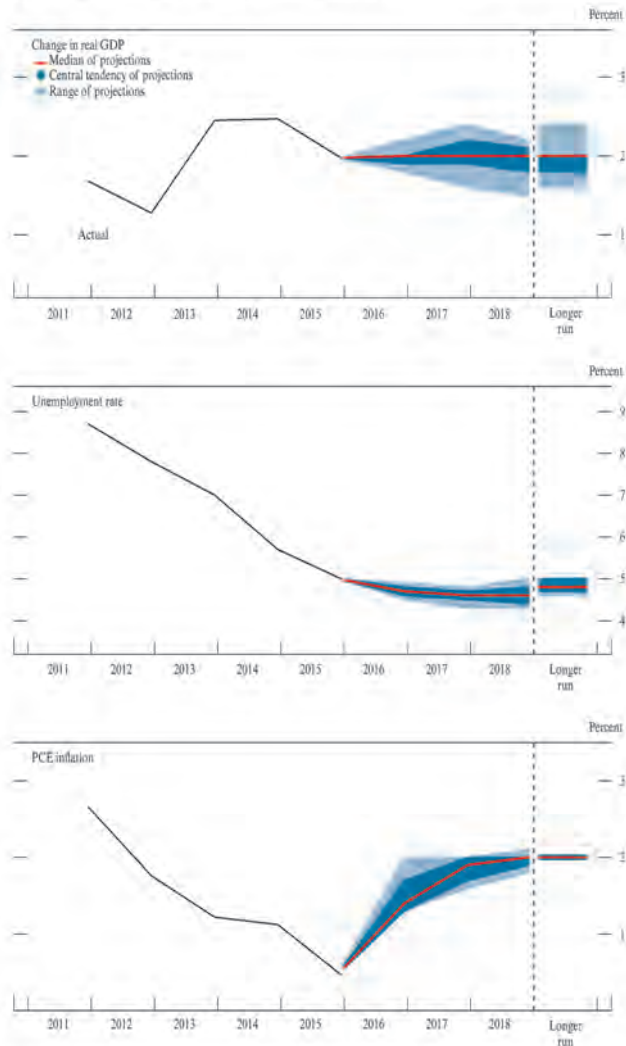 Percent
Change in real GDP
Median of projections
Central tendency of projections
Range of projections
3
2
Actual
1
2011 2012 2013 2014 2015 2016 2017 2018 Longer run
Percent
Unemployment rate
9
8
7
6
5
4
2011 2012 2013 2014 2015 2016 2017 2018 Longer run
Percent
PCE inflation
3
2
1
2011 2012 2013 2014 2015 2016 2017 2018 Longer run